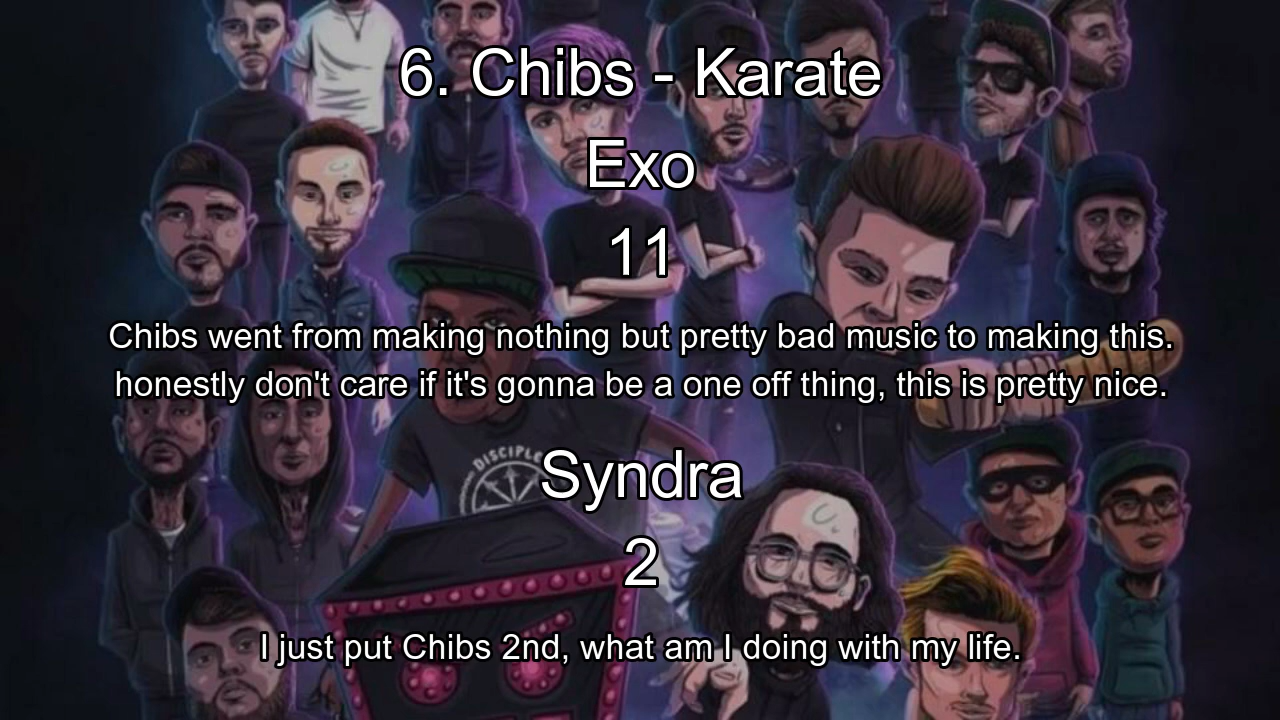 6. Chibs - Karate
Exo
11
Chibs went from making nothing but pretty bad music to making this.
honestly don't care if it's gonna be a one off thing, this is pretty nice.
DISCIPLE
Syndra
2
I just put Chibs 2nd, what am I doing with my life.